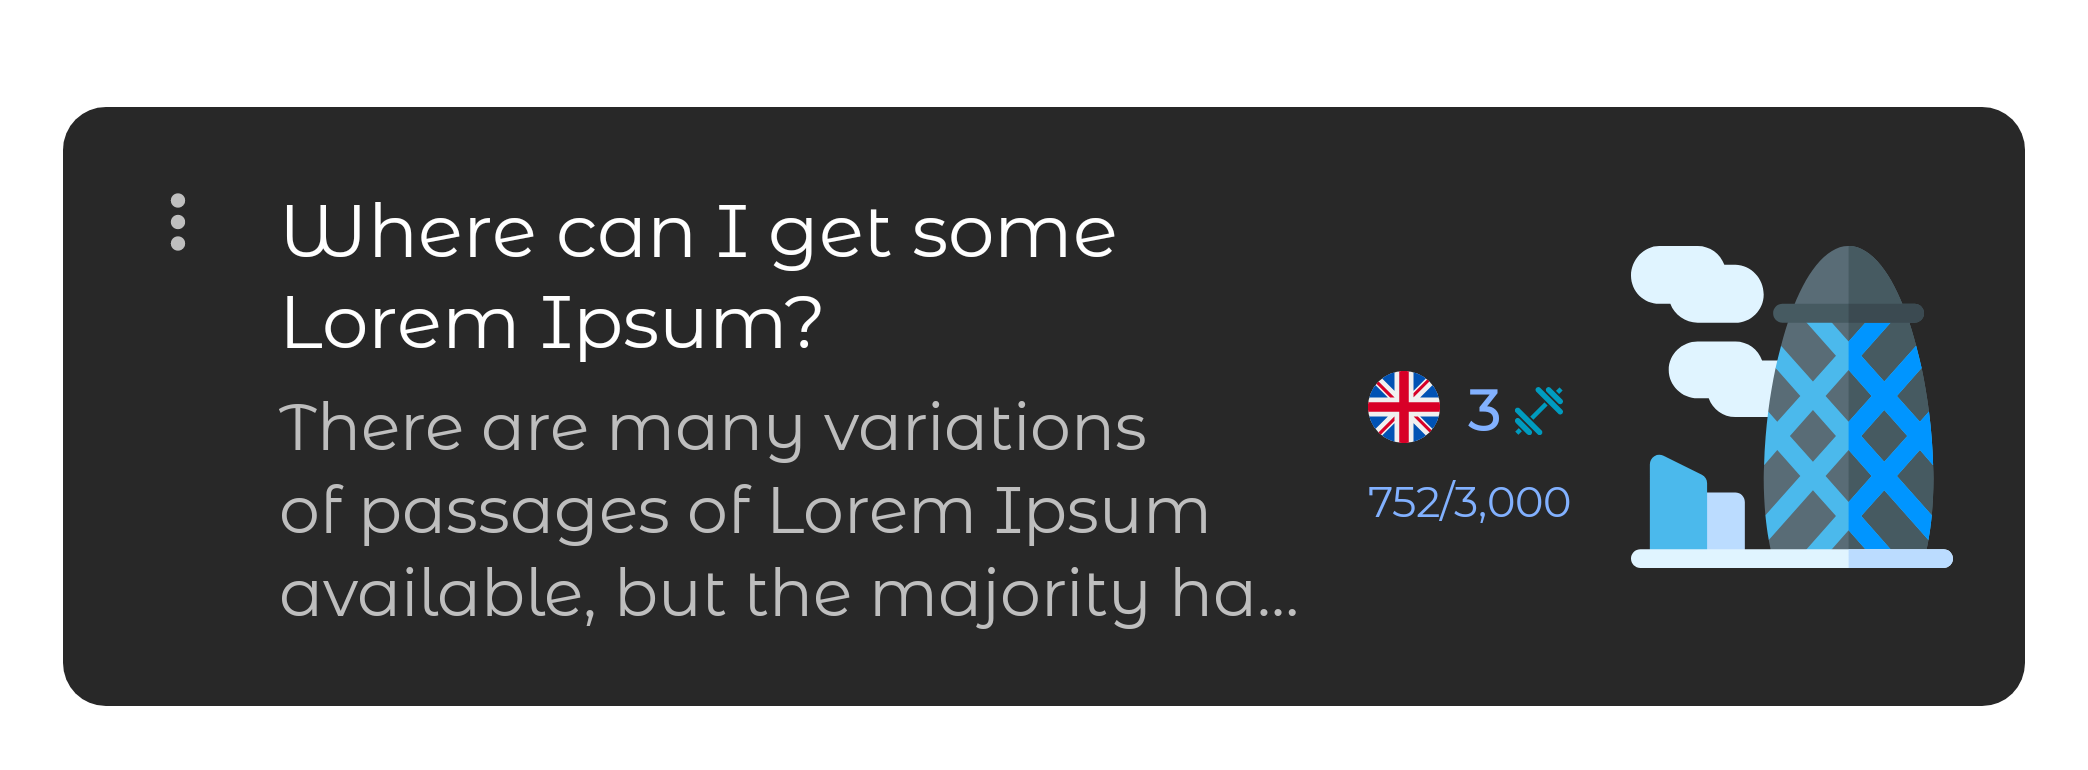 Where can I get some
Lorem Ipsum?
There are many variations
of passages of Lorem Ipsum
available, but the majority ha...
3
752/3,000